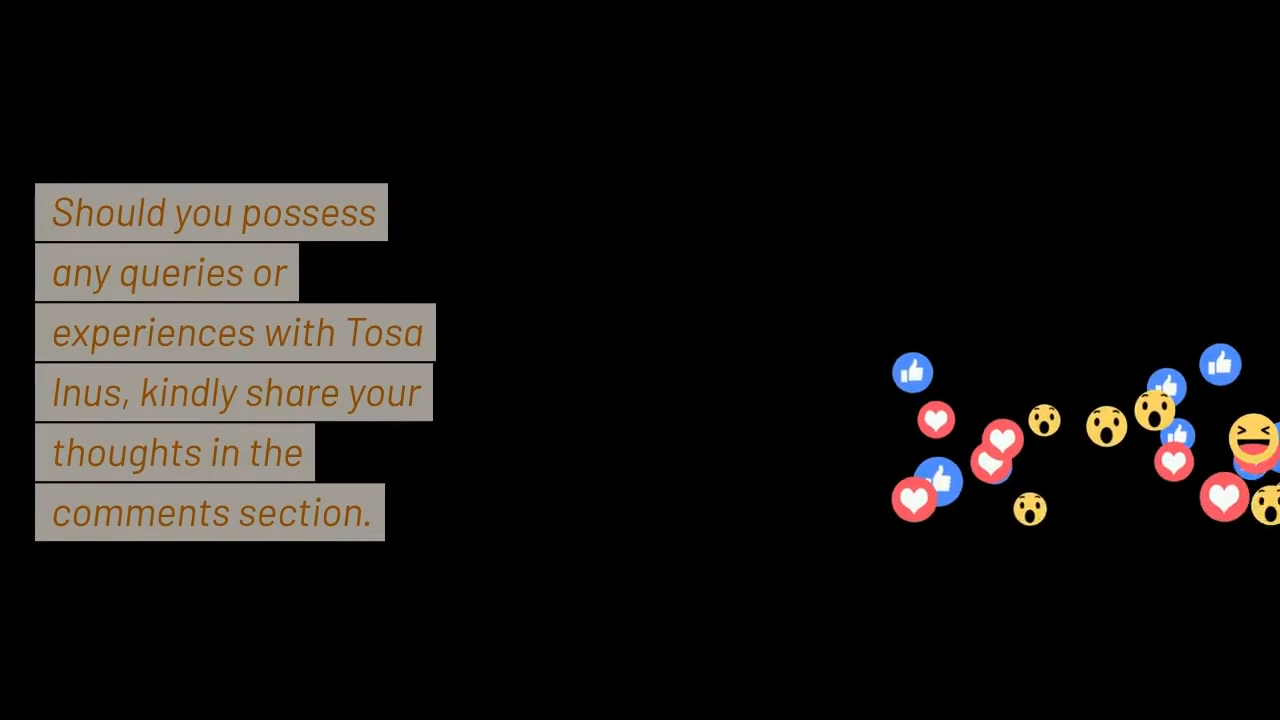 Should you possess
any queries or
experiences with Tosa
Inus, kindly share your
thoughts in the
comments section.